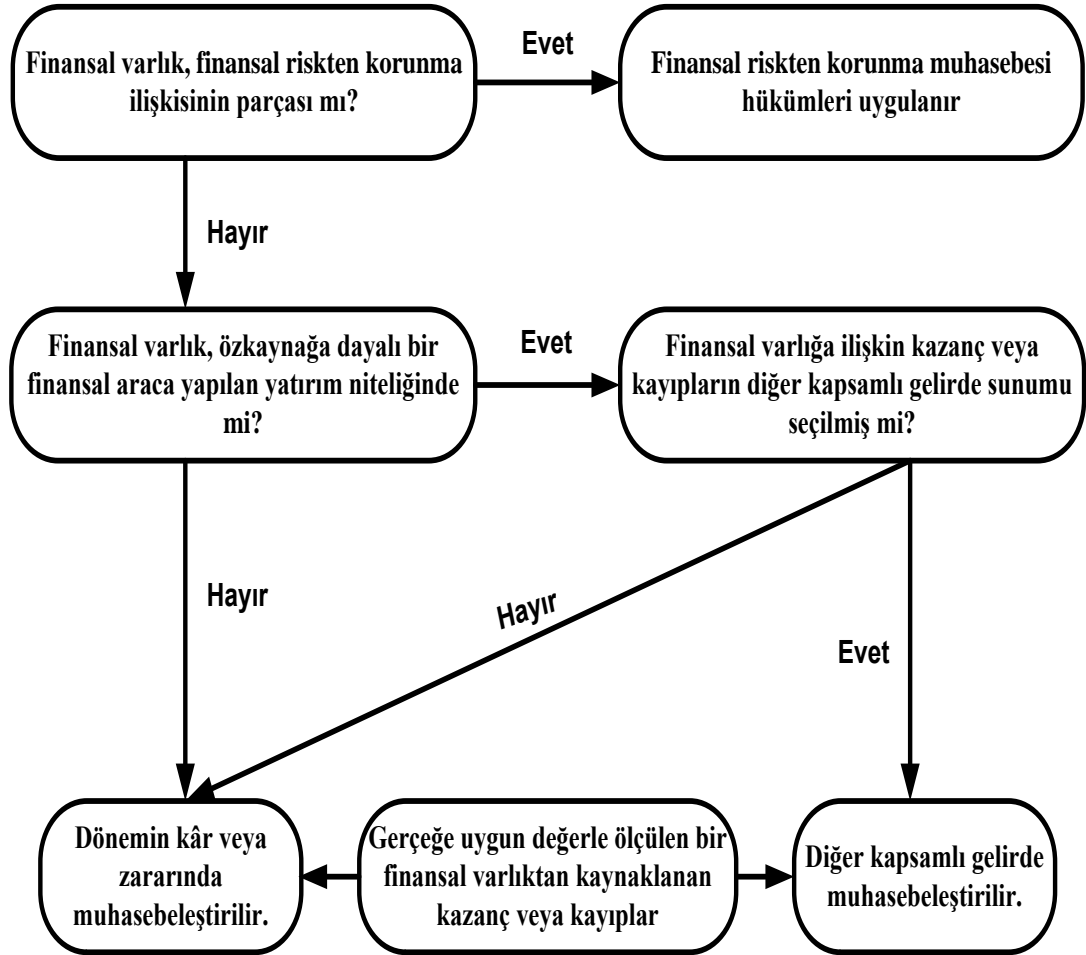 Finansal varlık, finansal riskten korunma
ilişkisinin parçası mı?
Evet
Finansal riskten korunma muhasebesi
hükümleri uygulanır
Hayır
Finansal varlık, özkaynağa dayalı bir
finansal araca yapılan yatırım niteliğinde
mi?
Evet
Finansal varlığa ilişkin kazanç veya
kayıpların diğer kapsamlı gelirde sunumu
seçilmiş mi?
Hayır
Hayır
Evet
Dönemin kâr veya
zararında
muhasebeleştirilir.
Gerçeğe uygun değerle ölçülen bir
finansal varlıktan kaynaklanan
kazanç veya kayıplar
Diğer kapsamlı gelirde
muhasebeleştirilir.